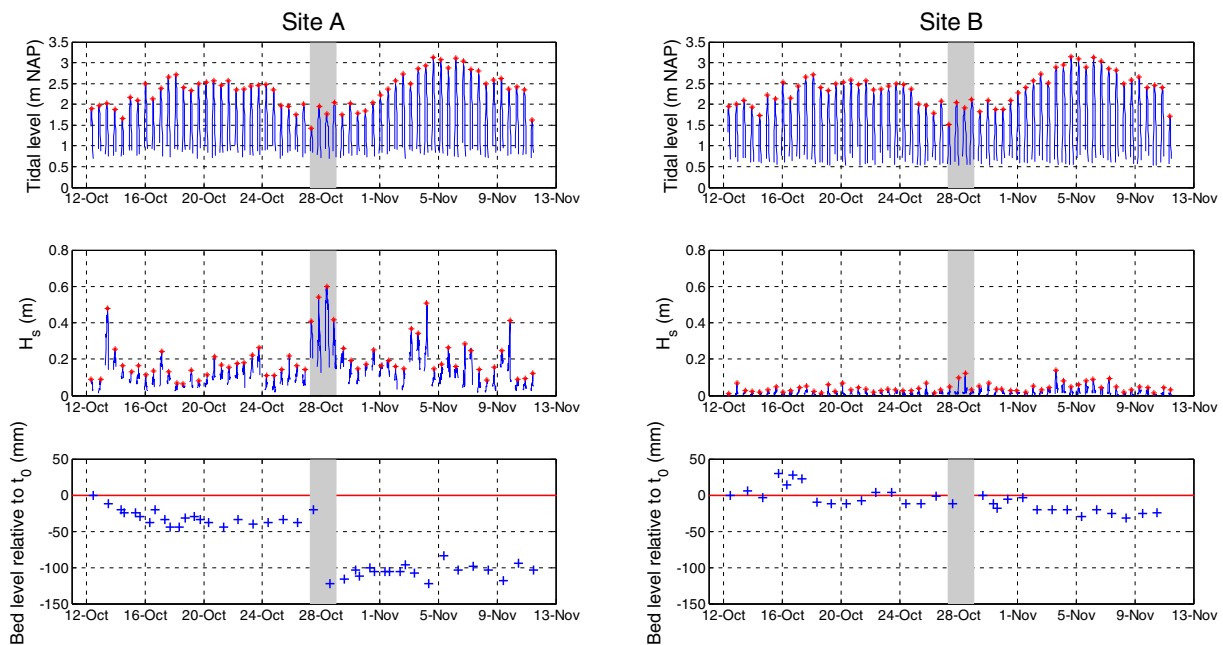 Site A
Tidal level (m NAP)
3.5
3
2.5
2
1.5
1
0.5
0
12-Oct 16-Oct 20-Oct 24-Oct 28-Oct 1-Nov 5-Nov 9-Nov 13-Nov
H_s (m)
0.8
0.6
0.4
0.2
0
12-Oct 16-Oct 20-Oct 24-Oct 28-Oct 1-Nov 5-Nov 9-Nov 13-Nov
Bed level relative to t_0 (mm)
50
0
-50
-100
-150
12-Oct 16-Oct 20-Oct 24-Oct 28-Oct 1-Nov 5-Nov 9-Nov 13-Nov
Site B
Tidal level (m NAP)
3.5
3
2.5
2
1.5
1
0.5
0
12-Oct 16-Oct 20-Oct 24-Oct 28-Oct 1-Nov 5-Nov 9-Nov 13-Nov
H_s (m)
0.8
0.6
0.4
0.2
0
12-Oct 16-Oct 20-Oct 24-Oct 28-Oct 1-Nov 5-Nov 9-Nov 13-Nov
Bed level relative to t_0 (mm)
50
0
-50
-100
-150
12-Oct 16-Oct 20-Oct 24-Oct 28-Oct 1-Nov 5-Nov 9-Nov 13-Nov